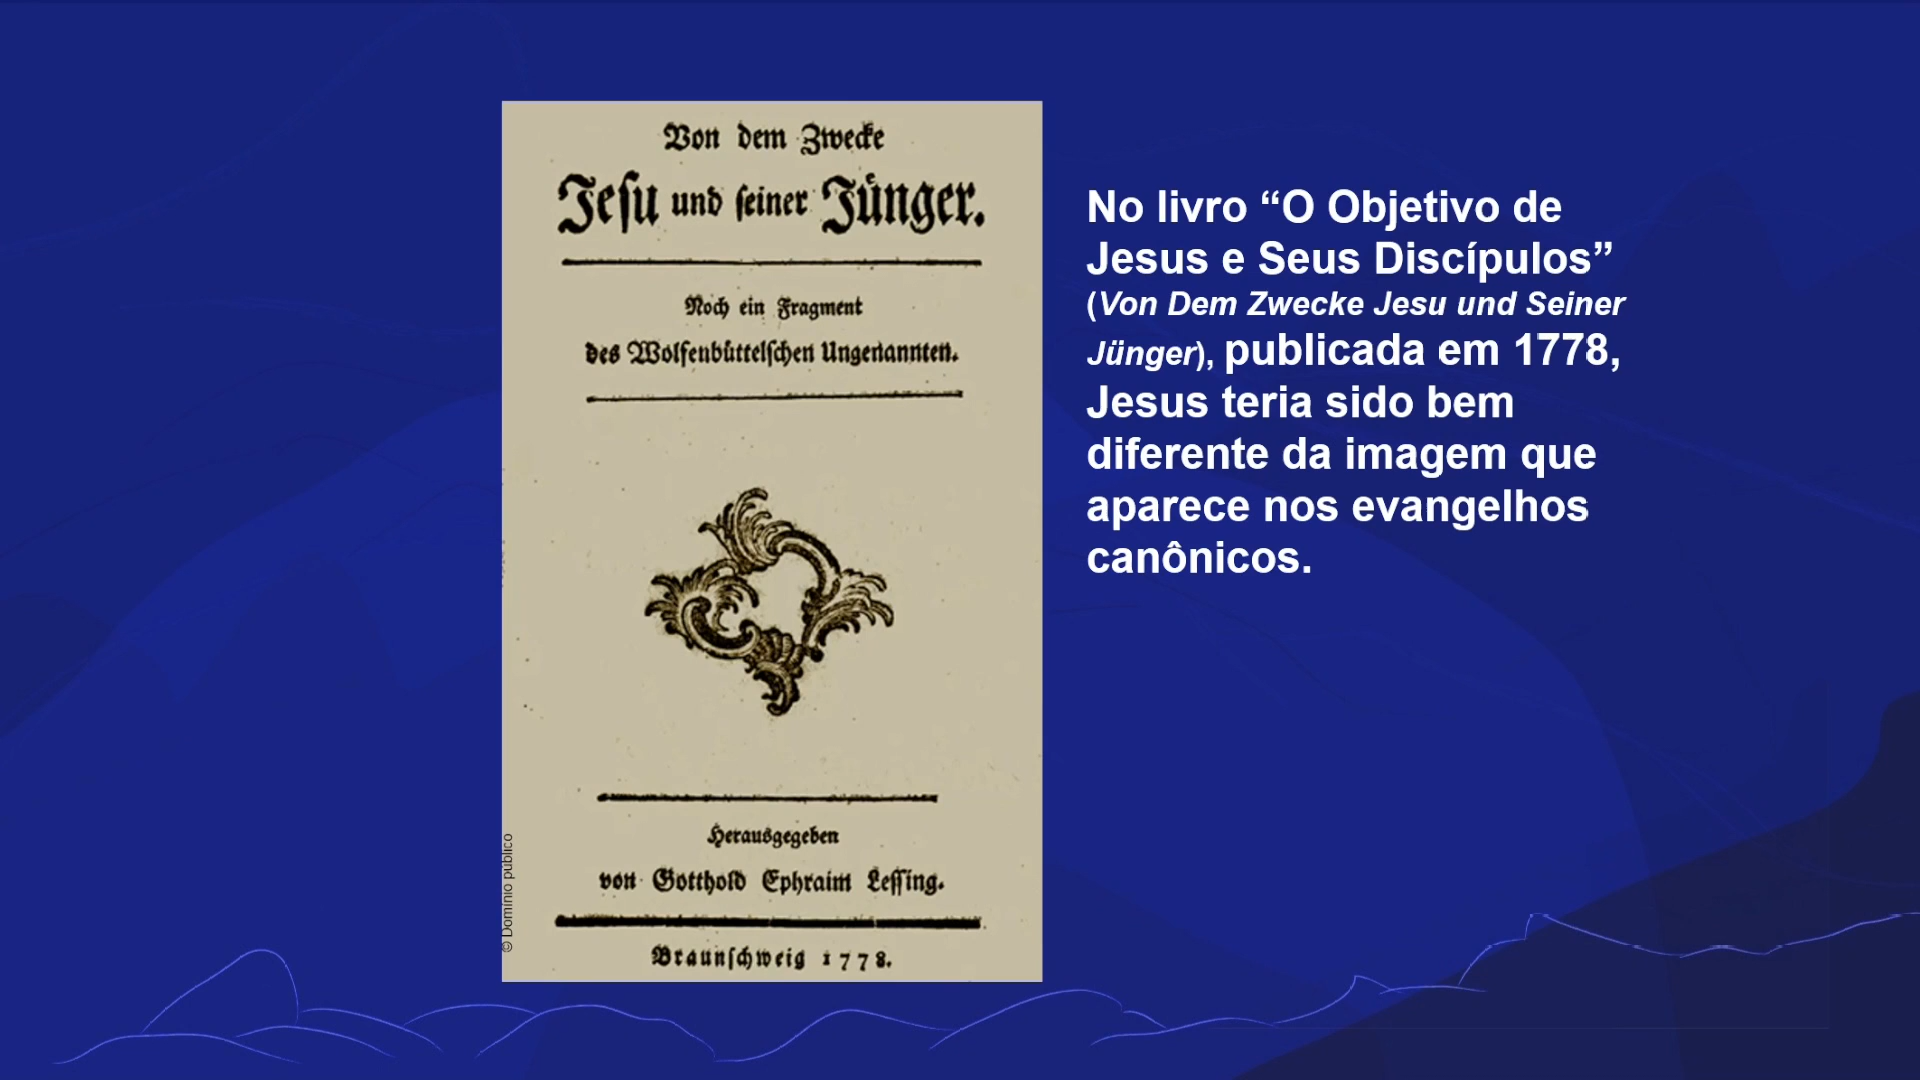 Von dem Zwecke
Jeſu und ſeiner Jünger.
Noch ein Fragment
des Wolfenbüttelſchen Ungenannten.
Herausgegeben
von Gotthold Ephraim Leſſing.
Braunſchweig 1778.
© Domínio público
No livro “O Objetivo de
Jesus e Seus Discípulos”
(Von Dem Zwecke Jesu und Seiner
Jünger), publicada em 1778,
Jesus teria sido bem
diferente da imagem que
aparece nos evangelhos
canônicos.